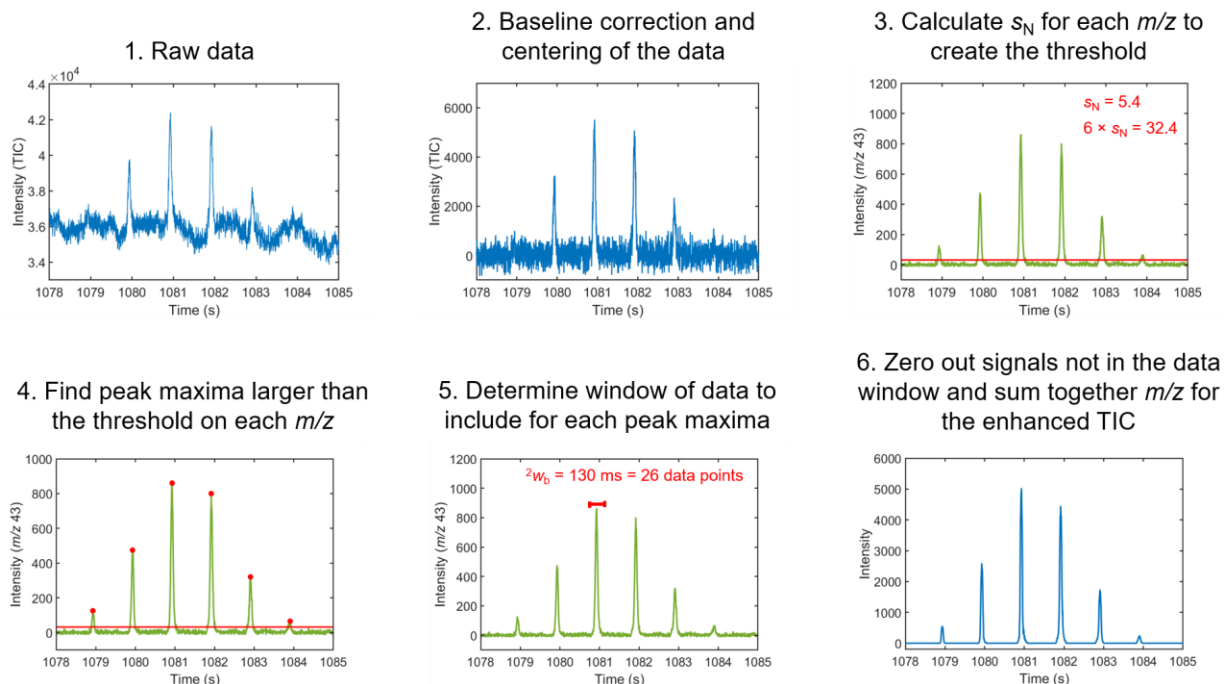 1. Raw data
×10⁴
4.4
4.2
4
3.8
3.6
3.4
Intensity (TIC)
1078 1079 1080 1081 1082 1083 1084 1085
Time (s)
2. Baseline correction and
centering of the data
6000
4000
2000
0
Intensity (TIC)
1078 1079 1080 1081 1082 1083 1084 1085
Time (s)
3. Calculate sN for each m/z to
create the threshold
1200
1000
800
600
400
200
0
Intensity (m/z 43)
sN = 5.4
6 × sN = 32.4
1078 1079 1080 1081 1082 1083 1084 1085
Time (s)
4. Find peak maxima larger than
the threshold on each m/z
1000
800
600
400
200
0
Intensity (m/z 43)
1078 1079 1080 1081 1082 1083 1084 1085
Time (s)
5. Determine window of data to
include for each peak maxima
1200
1000
800
600
400
200
0
Intensity (m/z 43)
²wb = 130 ms = 26 data points
1078 1079 1080 1081 1082 1083 1084 1085
Time (s)
6. Zero out signals not in the data
window and sum together m/z for
the enhanced TIC
6000
5000
4000
3000
2000
1000
0
Intensity
1078 1079 1080 1081 1082 1083 1084 1085
Time (s)